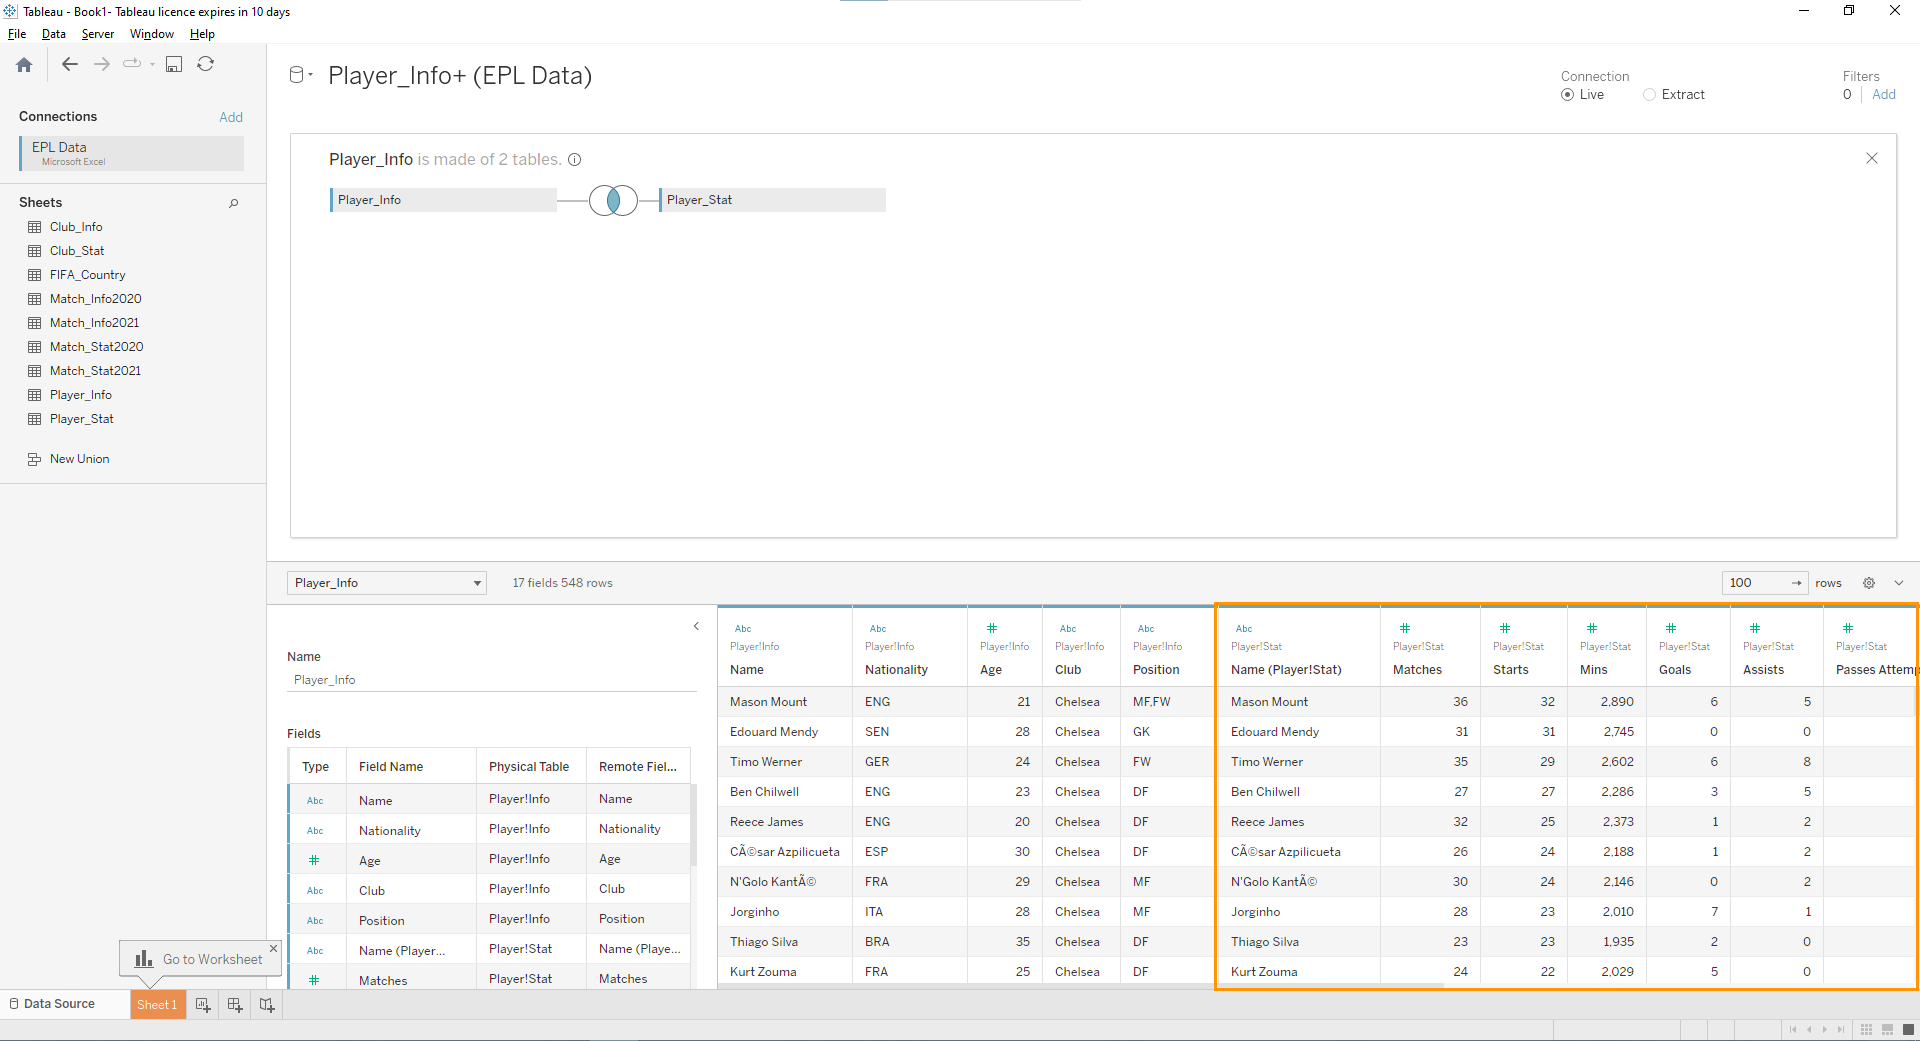 Tableau - Book1- Tableau licence expires in 10 days
File Data Server Window Help
Connections Add
EPL Data
Microsoft Excel
Sheets
Club_Info
Club_Stat
FIFA_Country
Match_Info2020
Match_Info2021
Match_Stat2020
Match_Stat2021
Player_Info
Player_Stat
New Union
Player_Info+ (EPL Data)
Connection
Live Extract
Filters
0 Add
Player_Info is made of 2 tables.
Player_Info Player_Stat
Player_Info 17 fields 548 rows 100 rows
Name
Player_Info
Fields
Type Field Name Physical Table Remote Fiel...
Abc Name Player!Info Name
Abc Nationality Player!Info Nationality
# Age Player!Info Age
Abc Club Player!Info Club
Abc Position Player!Info Position
Abc Name (Player... Player!Stat Name (Playe...
# Matches Player!Stat Matches
Abc Abc # Abc Abc Abc # # # # # #
Player!Info Player!Info Player!Info Player!Info Player!Info Player!Stat Player!Stat Player!Stat Player!Stat Player!Stat Player!Stat Player!Stat
Name Nationality Age Club Position Name (Player!Stat) Matches Starts Mins Goals Assists Passes Attemp
Mason Mount ENG 21 Chelsea MF,FW Mason Mount 36 32 2,890 6 5
Edouard Mendy SEN 28 Chelsea GK Edouard Mendy 31 31 2,745 0 0
Timo Werner GER 24 Chelsea FW Timo Werner 35 29 2,602 6 8
Ben Chilwell ENG 23 Chelsea DF Ben Chilwell 27 27 2,286 3 5
Reece James ENG 20 Chelsea DF Reece James 32 25 2,373 1 2
CÃ©sar Azpilicueta ESP 30 Chelsea DF CÃ©sar Azpilicueta 26 24 2,188 1 2
N'Golo KantÃ© FRA 29 Chelsea MF N'Golo KantÃ© 30 24 2,146 0 2
Jorginho ITA 28 Chelsea MF Jorginho 28 23 2,010 7 1
Thiago Silva BRA 35 Chelsea DF Thiago Silva 23 23 1,935 2 0
Kurt Zouma FRA 25 Chelsea DF Kurt Zouma 24 22 2,029 5 0
Go to Worksheet
Data Source Sheet 1